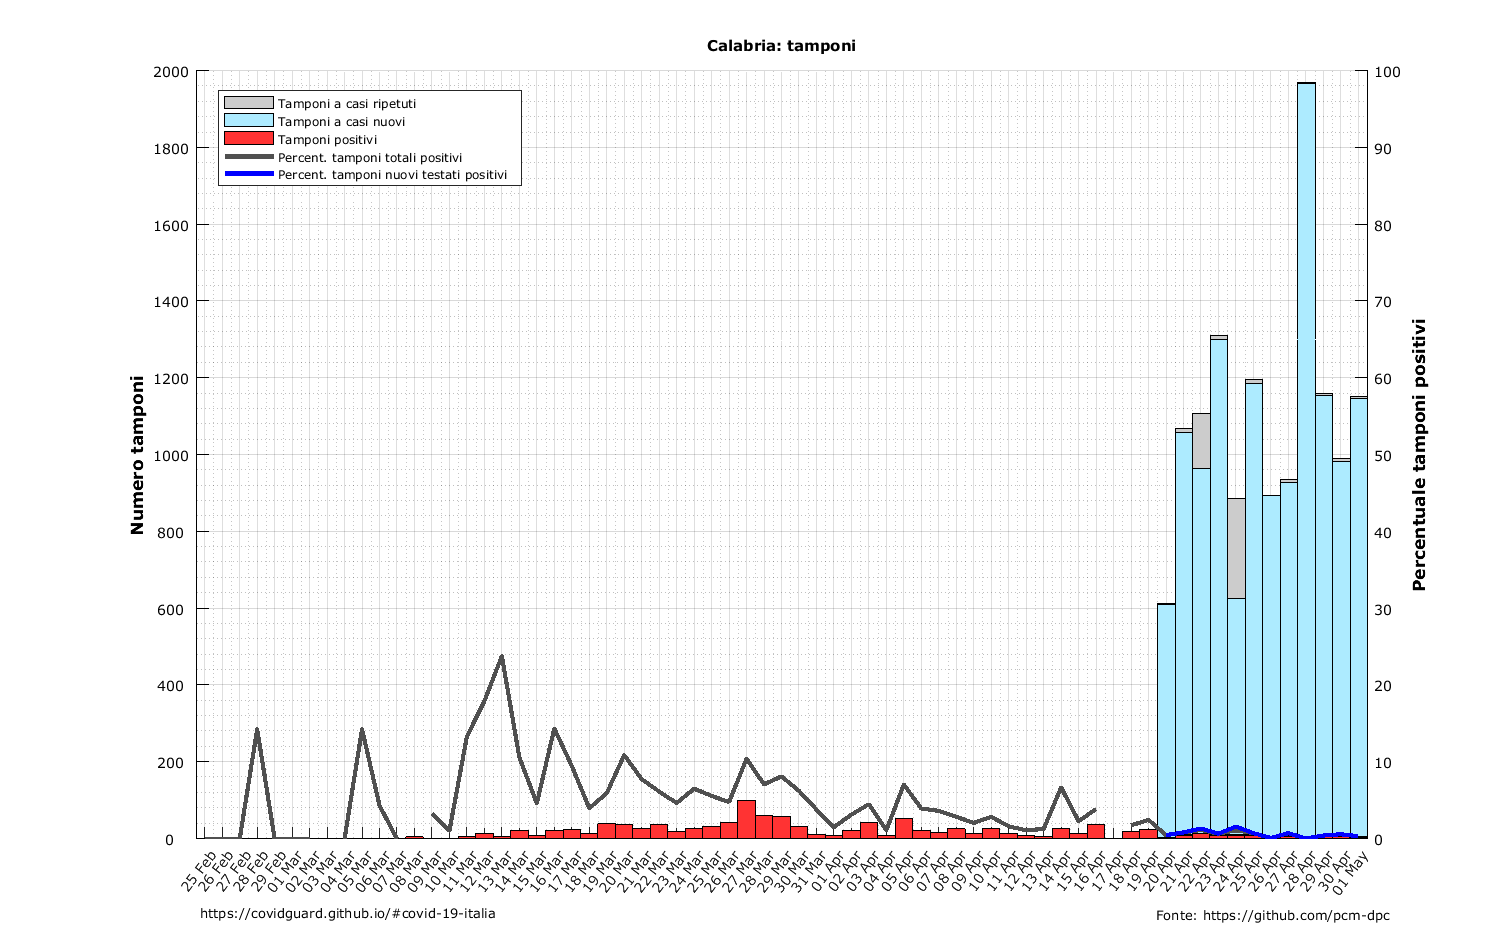 Calabria: tamponi
Tamponi a casi ripetuti
Tamponi a casi nuovi
Tamponi positivi
Percent. tamponi totali positivi
Percent. tamponi nuovi testati positivi
Numero tamponi
2000
1800
1600
1400
1200
1000
800
600
400
200
0
100
90
80
70
60
50
40
30
20
10
0
Percentuale tamponi positivi
25 Feb
26 Feb
27 Feb
28 Feb
29 Feb
01 Mar
02 Mar
03 Mar
04 Mar
05 Mar
06 Mar
07 Mar
08 Mar
09 Mar
10 Mar
11 Mar
12 Mar
13 Mar
14 Mar
15 Mar
16 Mar
17 Mar
18 Mar
19 Mar
20 Mar
21 Mar
22 Mar
23 Mar
24 Mar
25 Mar
26 Mar
27 Mar
28 Mar
29 Mar
30 Mar
31 Mar
01 Apr
02 Apr
03 Apr
04 Apr
05 Apr
06 Apr
07 Apr
08 Apr
09 Apr
10 Apr
11 Apr
12 Apr
13 Apr
14 Apr
15 Apr
16 Apr
17 Apr
18 Apr
19 Apr
20 Apr
21 Apr
22 Apr
23 Apr
24 Apr
25 Apr
26 Apr
27 Apr
28 Apr
29 Apr
30 Apr
01 May
https://covidguard.github.io/#covid-19-italia
Fonte: https://github.com/pcm-dpc